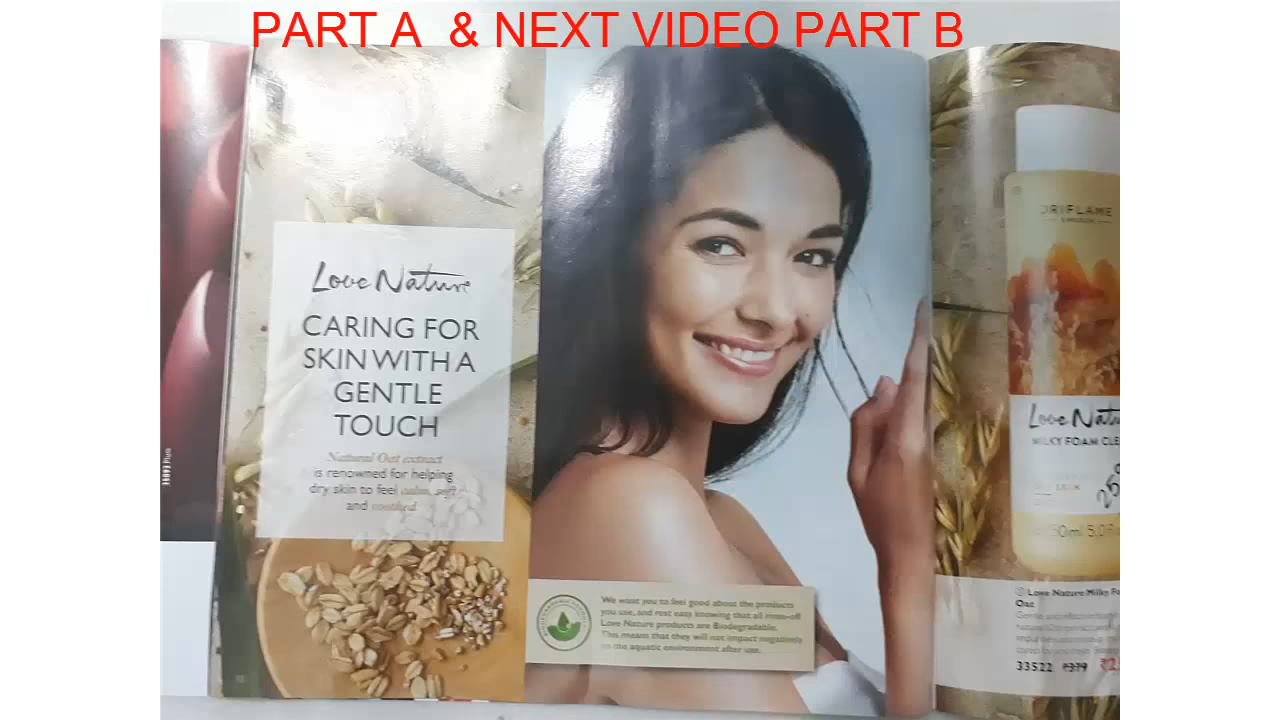 PART A & NEXT VIDEO PART B
Love Nature
CARING FOR
SKIN WITH A
GENTLE
TOUCH
Natural Oat extract
is renowned for helping
dry skin to feel calm, soft
and soothed
We want you to feel good about the products
you use, and rest easy knowing that all rinse-off
Love Nature products are Biodegradable.
This means that they will not impact negatively
on the aquatic environment after use.
ORIFLAME
Love Natu
MILKY FOAM CLE
Love Nature Milky Fo
Oat
33522 ₹379 ₹2
35093 Plum